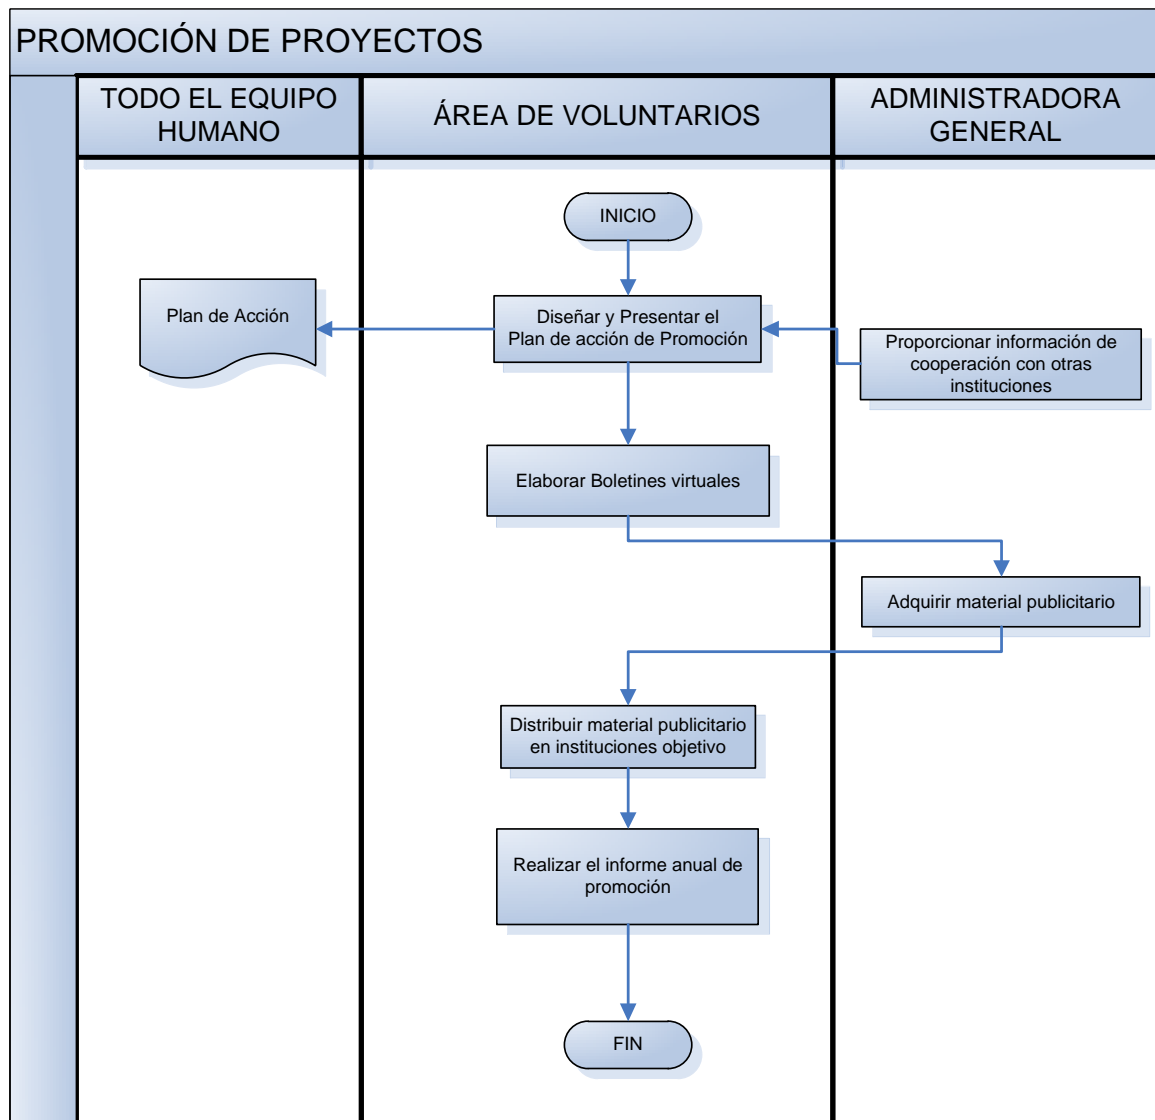 PROMOCIÓN DE PROYECTOS
TODO EL EQUIPO
HUMANO
ÁREA DE VOLUNTARIOS
ADMINISTRADORA
GENERAL
INICIO
Plan de Acción
Diseñar y Presentar el
Plan de acción de Promoción
Proporcionar información de
cooperación con otras
instituciones
Elaborar Boletines virtuales
Adquirir material publicitario
Distribuir material publicitario
en instituciones objetivo
Realizar el informe anual de
promoción
FIN